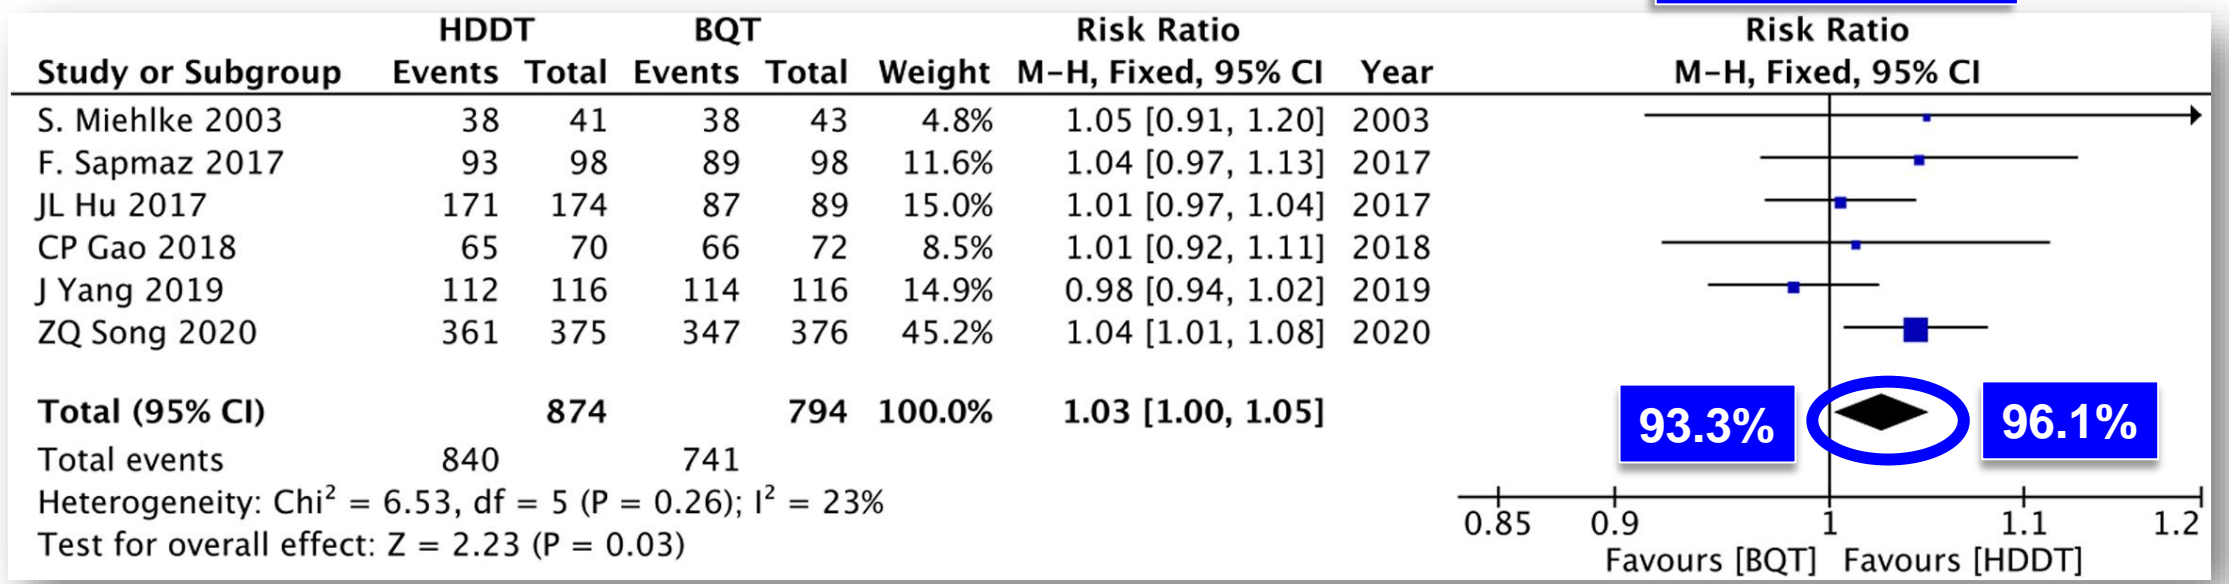 HDDT BQT Risk Ratio Risk Ratio
Study or Subgroup Events Total Events Total Weight M-H, Fixed, 95% CI Year M-H, Fixed, 95% CI
S. Miehlke 2003 38 41 38 43 4.8% 1.05 [0.91, 1.20] 2003
F. Sapmaz 2017 93 98 89 98 11.6% 1.04 [0.97, 1.13] 2017
JL Hu 2017 171 174 87 89 15.0% 1.01 [0.97, 1.04] 2017
CP Gao 2018 65 70 66 72 8.5% 1.01 [0.92, 1.11] 2018
J Yang 2019 112 116 114 116 14.9% 0.98 [0.94, 1.02] 2019
ZQ Song 2020 361 375 347 376 45.2% 1.04 [1.01, 1.08] 2020
Total (95% CI) 874 794 100.0% 1.03 [1.00, 1.05] 93.3% 96.1%
Total events 840 741
Heterogeneity: Chi² = 6.53, df = 5 (P = 0.26); I² = 23%
Test for overall effect: Z = 2.23 (P = 0.03)
0.85 0.9 1 1.1 1.2
Favours [BQT] Favours [HDDT]